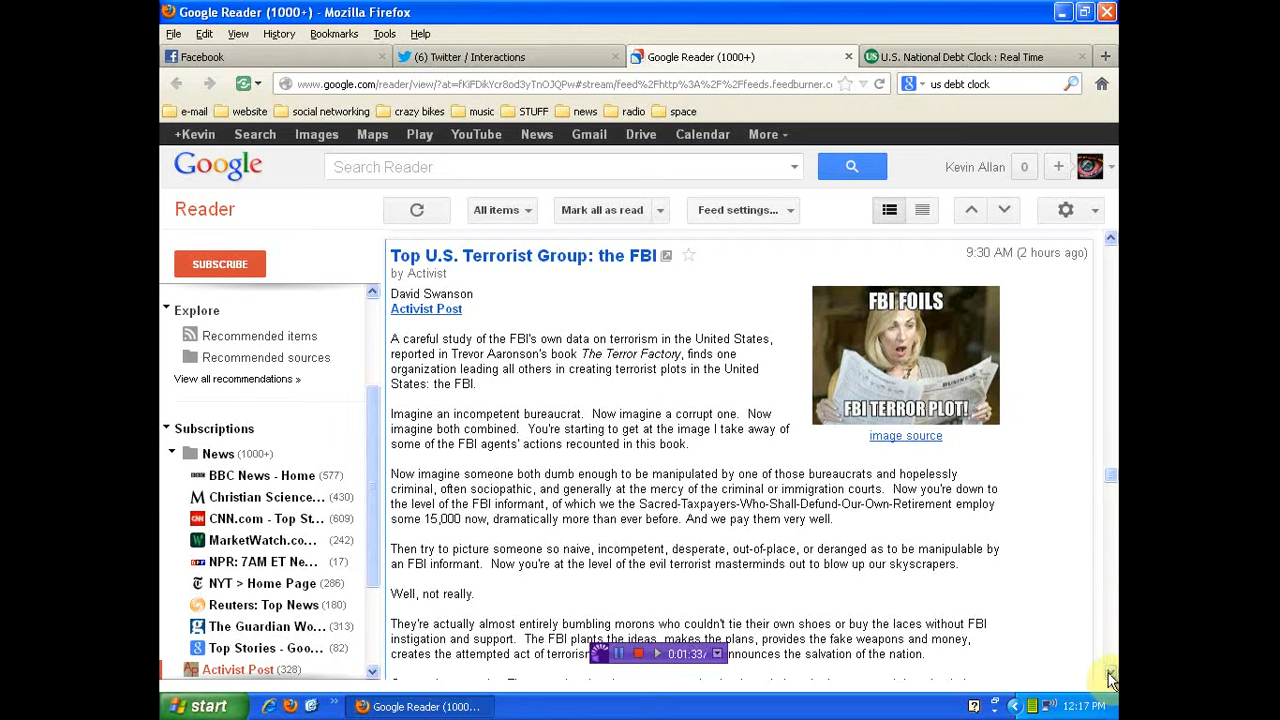 Google Reader (1000+) - Mozilla Firefox
File Edit View History Bookmarks Tools Help
Facebook
(6) Twitter / Interactions
Google Reader (1000+)
U.S. National Debt Clock : Real Time
www.google.com/reader/view/?at=fKiFDikYcr8od3yTnOJQPw#stream/feed%2Fhttp%3A%2F%2Ffeeds.feedburner.c
us debt clock
e-mail website social networking crazy bikes music STUFF news radio space
+Kevin Search Images Maps Play YouTube News Gmail Drive Calendar More
Google
Search Reader
Kevin Allan 0 +
Reader
All items
Mark all as read
Feed settings...
SUBSCRIBE
Explore
Recommended items
Recommended sources
View all recommendations »
Subscriptions
News (1000+)
BBC News - Home (577)
Christian Science... (430)
CNN.com - Top St... (609)
MarketWatch.co... (242)
NPR: 7AM ET Ne... (17)
NYT > Home Page (286)
Reuters: Top News (180)
The Guardian Wo... (313)
Top Stories - Goo... (82)
Activist Post (328)
Top U.S. Terrorist Group: the FBI
9:30 AM (2 hours ago)
by Activist
David Swanson
Activist Post
A careful study of the FBI's own data on terrorism in the United States,
reported in Trevor Aaronson's book The Terror Factory, finds one
organization leading all others in creating terrorist plots in the United
States: the FBI.
Imagine an incompetent bureaucrat. Now imagine a corrupt one. Now
imagine both combined. You're starting to get at the image I take away of
some of the FBI agents' actions recounted in this book.
FBI FOILS
BUSINESS
FBI TERROR PLOT!
image source
Now imagine someone both dumb enough to be manipulated by one of those bureaucrats and hopelessly
criminal, often sociopathic, and generally at the mercy of the criminal or immigration courts. Now you're down to
the level of the FBI informant, of which we the Sacred-Taxpayers-Who-Shall-Defund-Our-Own-Retirement employ
some 15,000 now, dramatically more than ever before. And we pay them very well.
Then try to picture someone so naive, incompetent, desperate, out-of-place, or deranged as to be manipulable by
an FBI informant. Now you're at the level of the evil terrorist masterminds out to blow up our skyscrapers.
Well, not really.
They're actually almost entirely bumbling morons who couldn't tie their own shoes or buy the laces without FBI
instigation and support. The FBI plants the ideas, makes the plans, provides the fake weapons and money,
creates the attempted act of terroris nnounces the salvation of the nation.
0:01:33/
start
Google Reader (1000...
12:17 PM